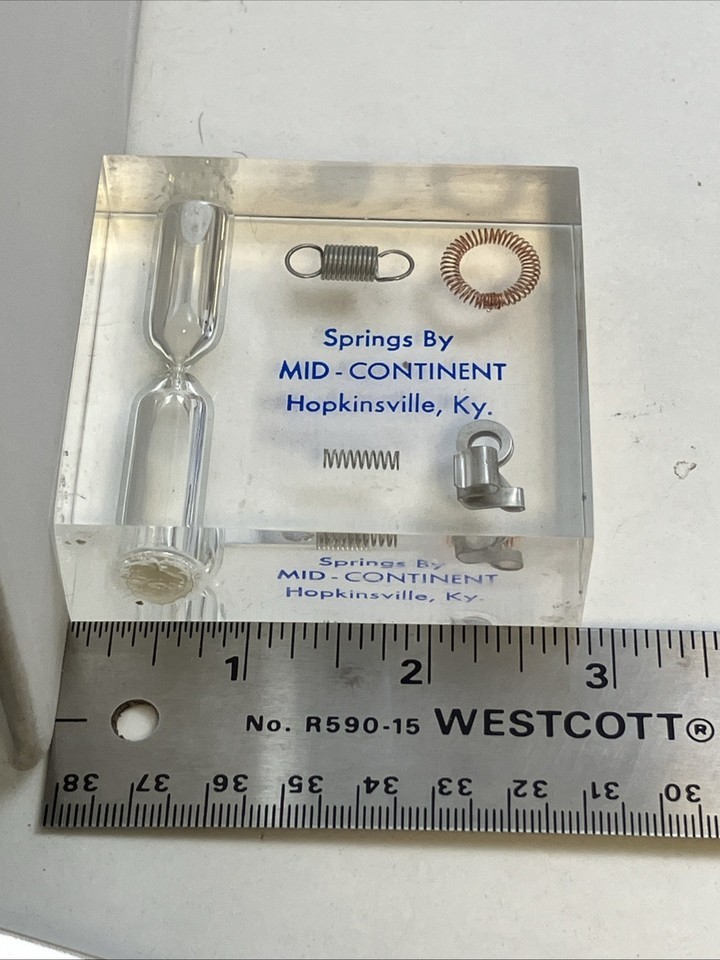 Springs By
MID - CONTINENT
Hopkinsville, Ky.
Springs By
MID - CONTINENT
Hopkinsville, Ky.
1 2 3
No. R590-15 WESTCOTT®
38 37 36 35 34 33 32 31 30